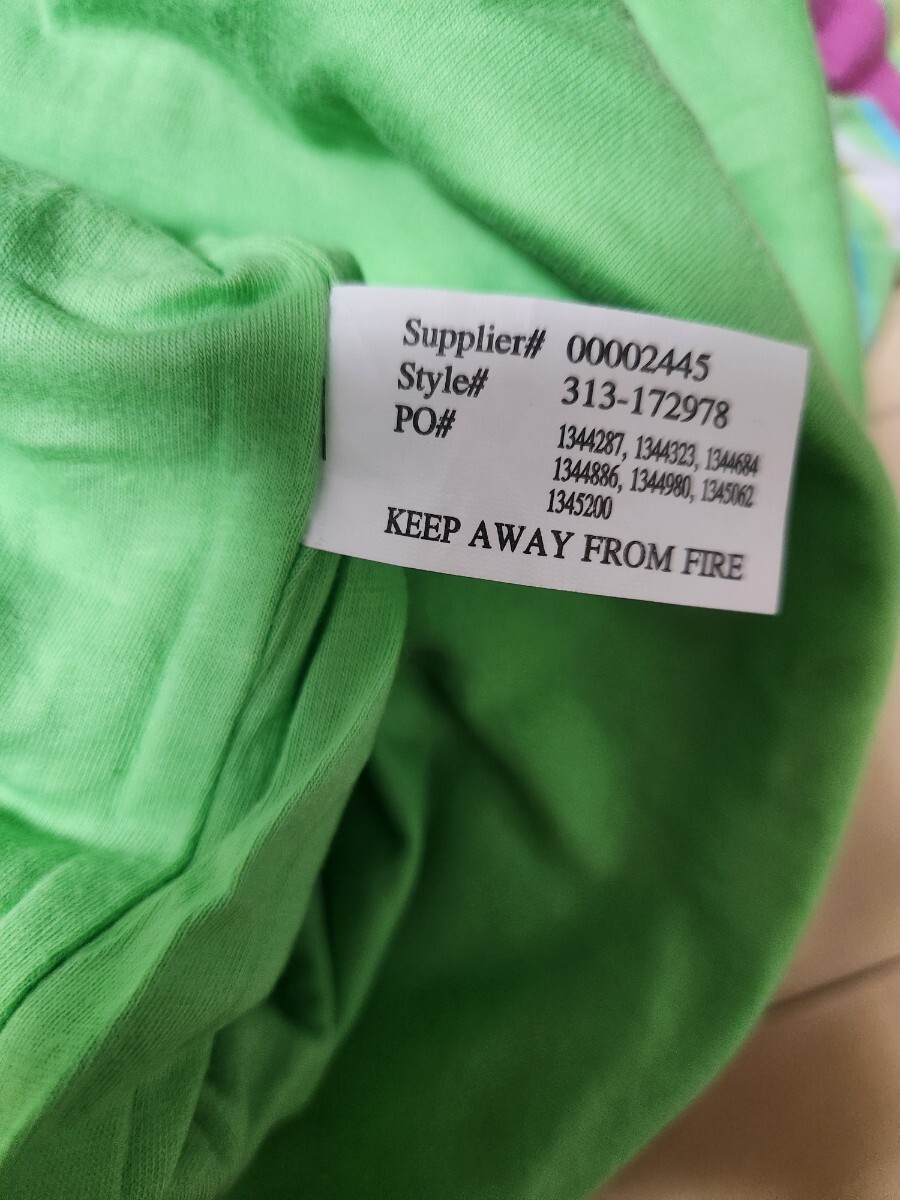 Supplier# 00002445
Style# 313-172978
PO# 1344287, 1344323, 1344684
1344886, 1344980, 1345062
1345200
KEEP AWAY FROM FIRE